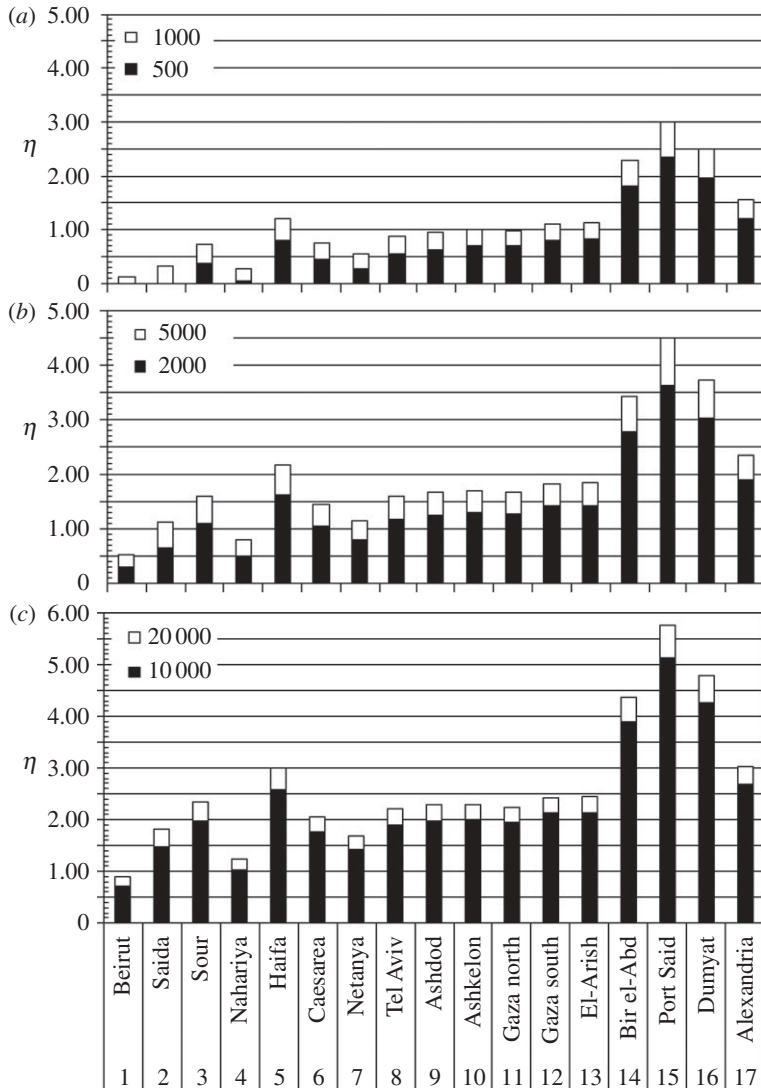 (a)
5.00
4.00
3.00
2.00
1.00
0
η
1000
500
(b)
5.00
4.00
3.00
2.00
1.00
0
η
5000
2000
(c)
6.00
5.00
4.00
3.00
2.00
1.00
0
η
20 000
10 000
Beirut
Saida
Sour
Nahariya
Haifa
Caesarea
Netanya
Tel Aviv
Ashdod
Ashkelon
Gaza north
Gaza south
El-Arish
Bir el-Abd
Port Said
Dumyat
Alexandria
1 2 3 4 5 6 7 8 9 10 11 12 13 14 15 16 17